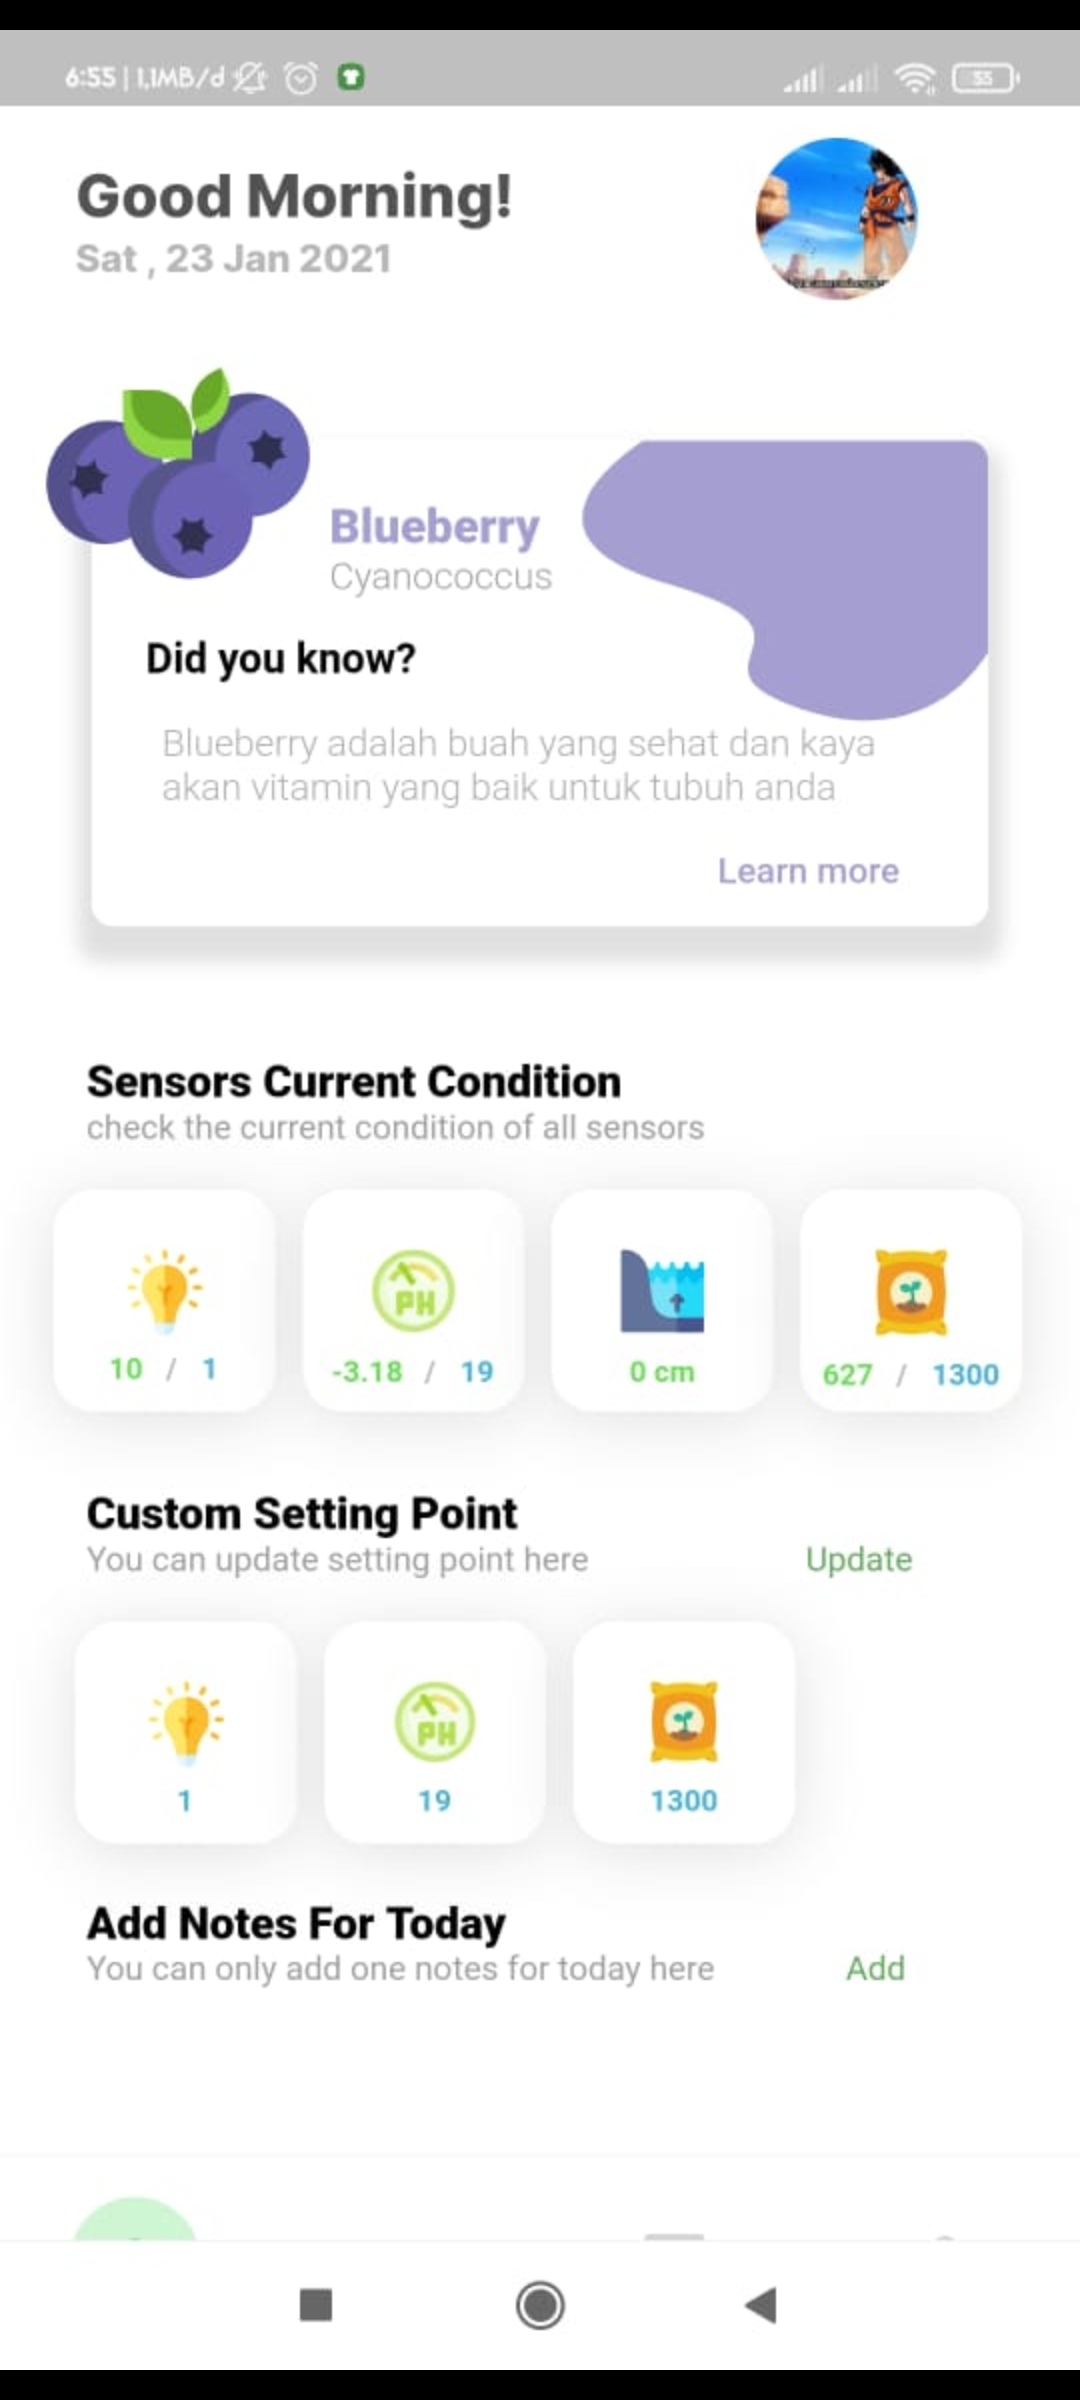 6:55 | 1,1MB/d
55
Good Morning!
Sat , 23 Jan 2021
Blueberry
Cyanococcus
Did you know?
Blueberry adalah buah yang sehat dan kaya
akan vitamin yang baik untuk tubuh anda
Learn more
Sensors Current Condition
check the current condition of all sensors
PH
10 / 1
-3.18 / 19
0 cm
627 / 1300
Custom Setting Point
You can update setting point here
Update
PH
1
19
1300
Add Notes For Today
You can only add one notes for today here
Add